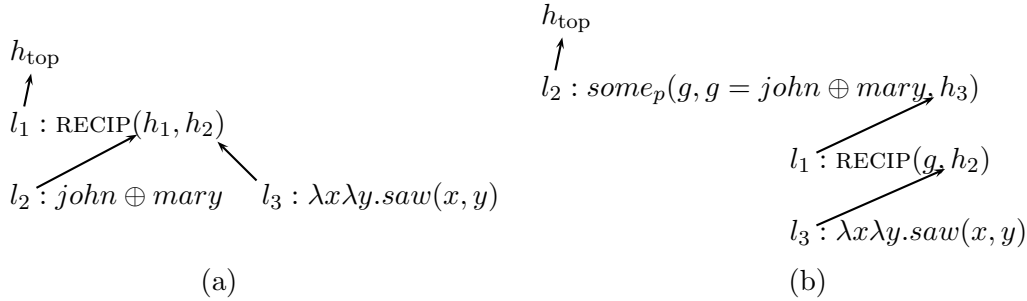 h_top
l_1 : RECIP(h_1, h_2)
l_2 : john ⊕ mary l_3 : λxλy.saw(x, y)
(a)
h_top
l_2 : some_p(g, g = john ⊕ mary, h_3)
l_1 : RECIP(g, h_2)
l_3 : λxλy.saw(x, y)
(b)